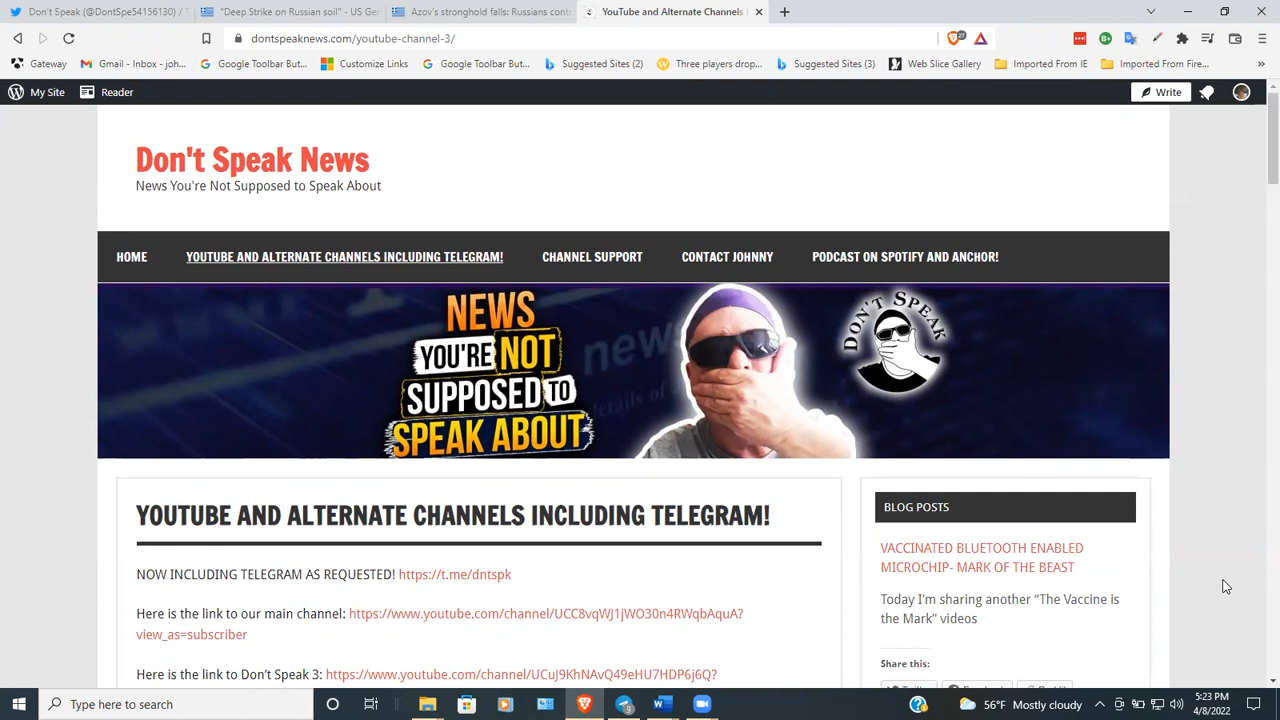 Don't Speak (@DontSpe54156130) / T
"Deep Strike on Russian soil" - US Ger
Azov's stronghold falls: Russians contr
YouTube and Alternate Channels I
dontspeaknews.com/youtube-channel-3/
27
Gateway
Gmail - Inbox - joh...
Google Toolbar But...
Customize Links
Google Toolbar But...
Suggested Sites (2)
Three players drop...
Suggested Sites (3)
Web Slice Gallery
Imported From IE
Imported From Fire...
My Site
Reader
Write
Don't Speak News
News You're Not Supposed to Speak About
HOME
YOUTUBE AND ALTERNATE CHANNELS INCLUDING TELEGRAM!
CHANNEL SUPPORT
CONTACT JOHNNY
PODCAST ON SPOTIFY AND ANCHOR!
NEWS
YOU'RE NOT
SUPPOSED TO
SPEAK ABOUT
DON'T SPEAK
YOUTUBE AND ALTERNATE CHANNELS INCLUDING TELEGRAM!
NOW INCLUDING TELEGRAM AS REQUESTED! https://t.me/dntspk
Here is the link to our main channel: https://www.youtube.com/channel/UCC8vqWJ1jWO30n4RWqbAquA?
view_as=subscriber
Here is the link to Don't Speak 3: https://www.youtube.com/channel/UCuJ9KhNAvQ49eHU7HDP6j6Q?
BLOG POSTS
VACCINATED BLUETOOTH ENABLED
MICROCHIP- MARK OF THE BEAST
Today I'm sharing another “The Vaccine is
the Mark” videos
Share this:
Type here to search
56°F Mostly cloudy
5:23 PM
4/8/2022